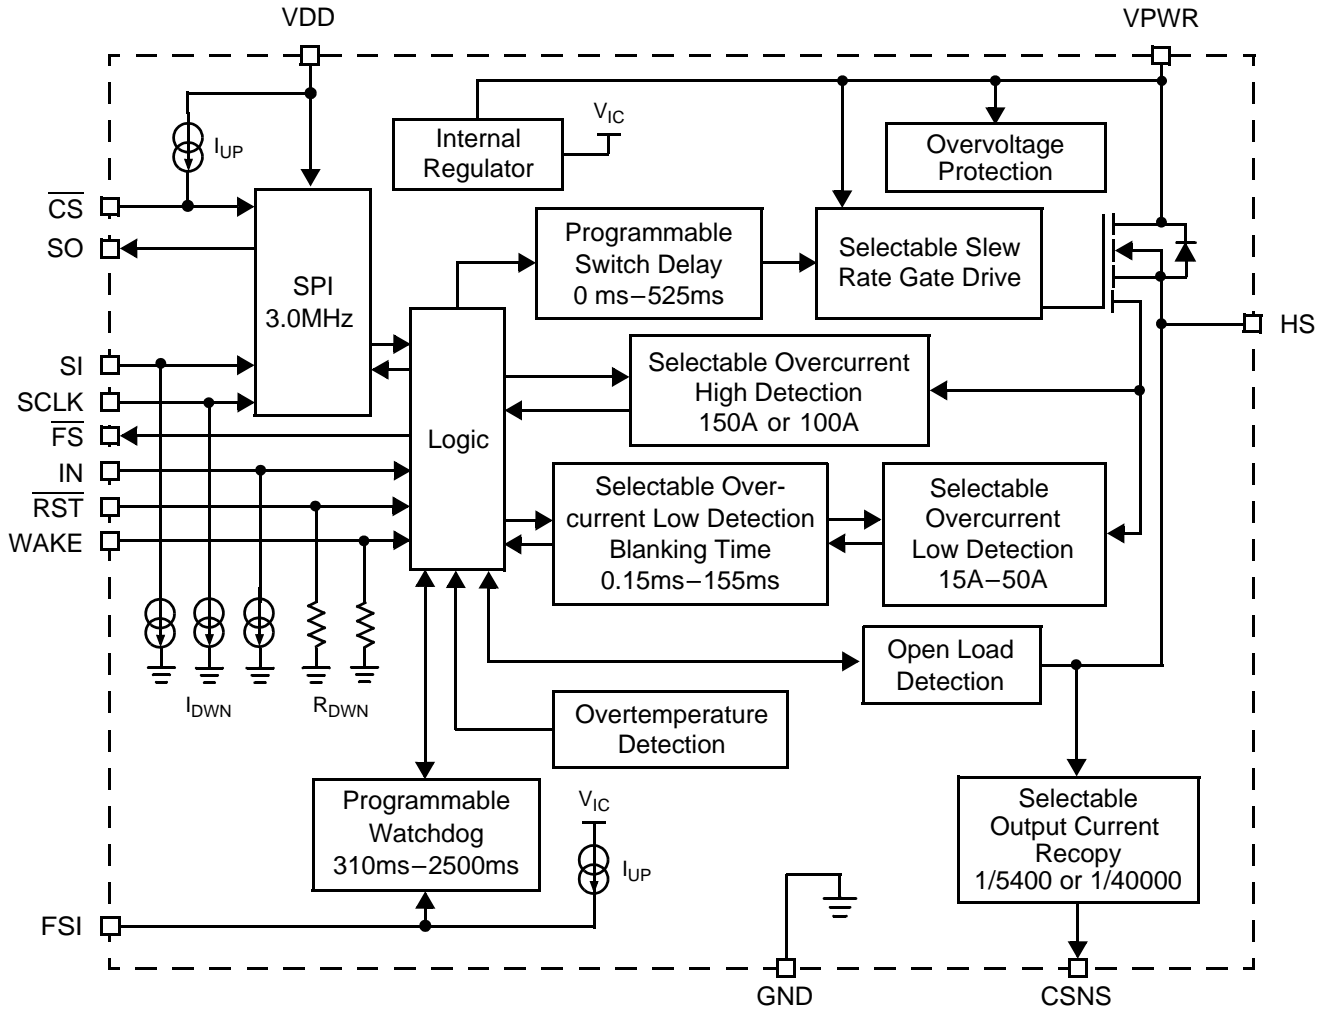 VDD
VPWR
Internal
Regulator
VIC
Overvoltage
Protection
IUP
CS
SO
SPI
3.0MHz
Programmable
Switch Delay
0 ms–525ms
Selectable Slew
Rate Gate Drive
HS
SI
SCLK
FS
IN
RST
WAKE
Logic
Selectable Overcurrent
High Detection
150A or 100A
Selectable Over-
current Low Detection
Blanking Time
0.15ms–155ms
Selectable
Overcurrent
Low Detection
15A–50A
IDWN
RDWN
Open Load
Detection
Overtemperature
Detection
Programmable
Watchdog
310ms–2500ms
VIC
IUP
Selectable
Output Current
Recopy
1/5400 or 1/40000
FSI
GND
CSNS